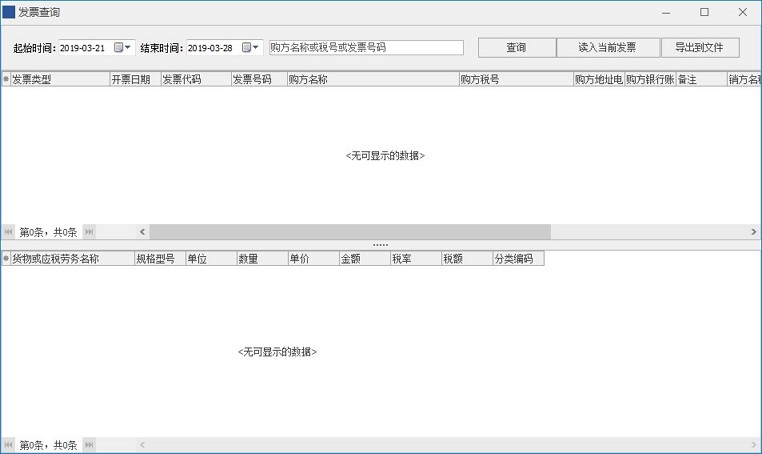 发票查询
起始时间: 2019-03-21 结束时间: 2019-03-28 购方名称或税号或发票号码 查询 读入当前发票 导出到文件
发票类型 开票日期 发票代码 发票号码 购方名称 购方税号 购方地址电 购方银行账 备注 销方名称
<无可显示的数据>
第0条，共0条
货物或应税劳务名称 规格型号 单位 数量 单价 金额 税率 税额 分类编码
<无可显示的数据>
第0条，共0条